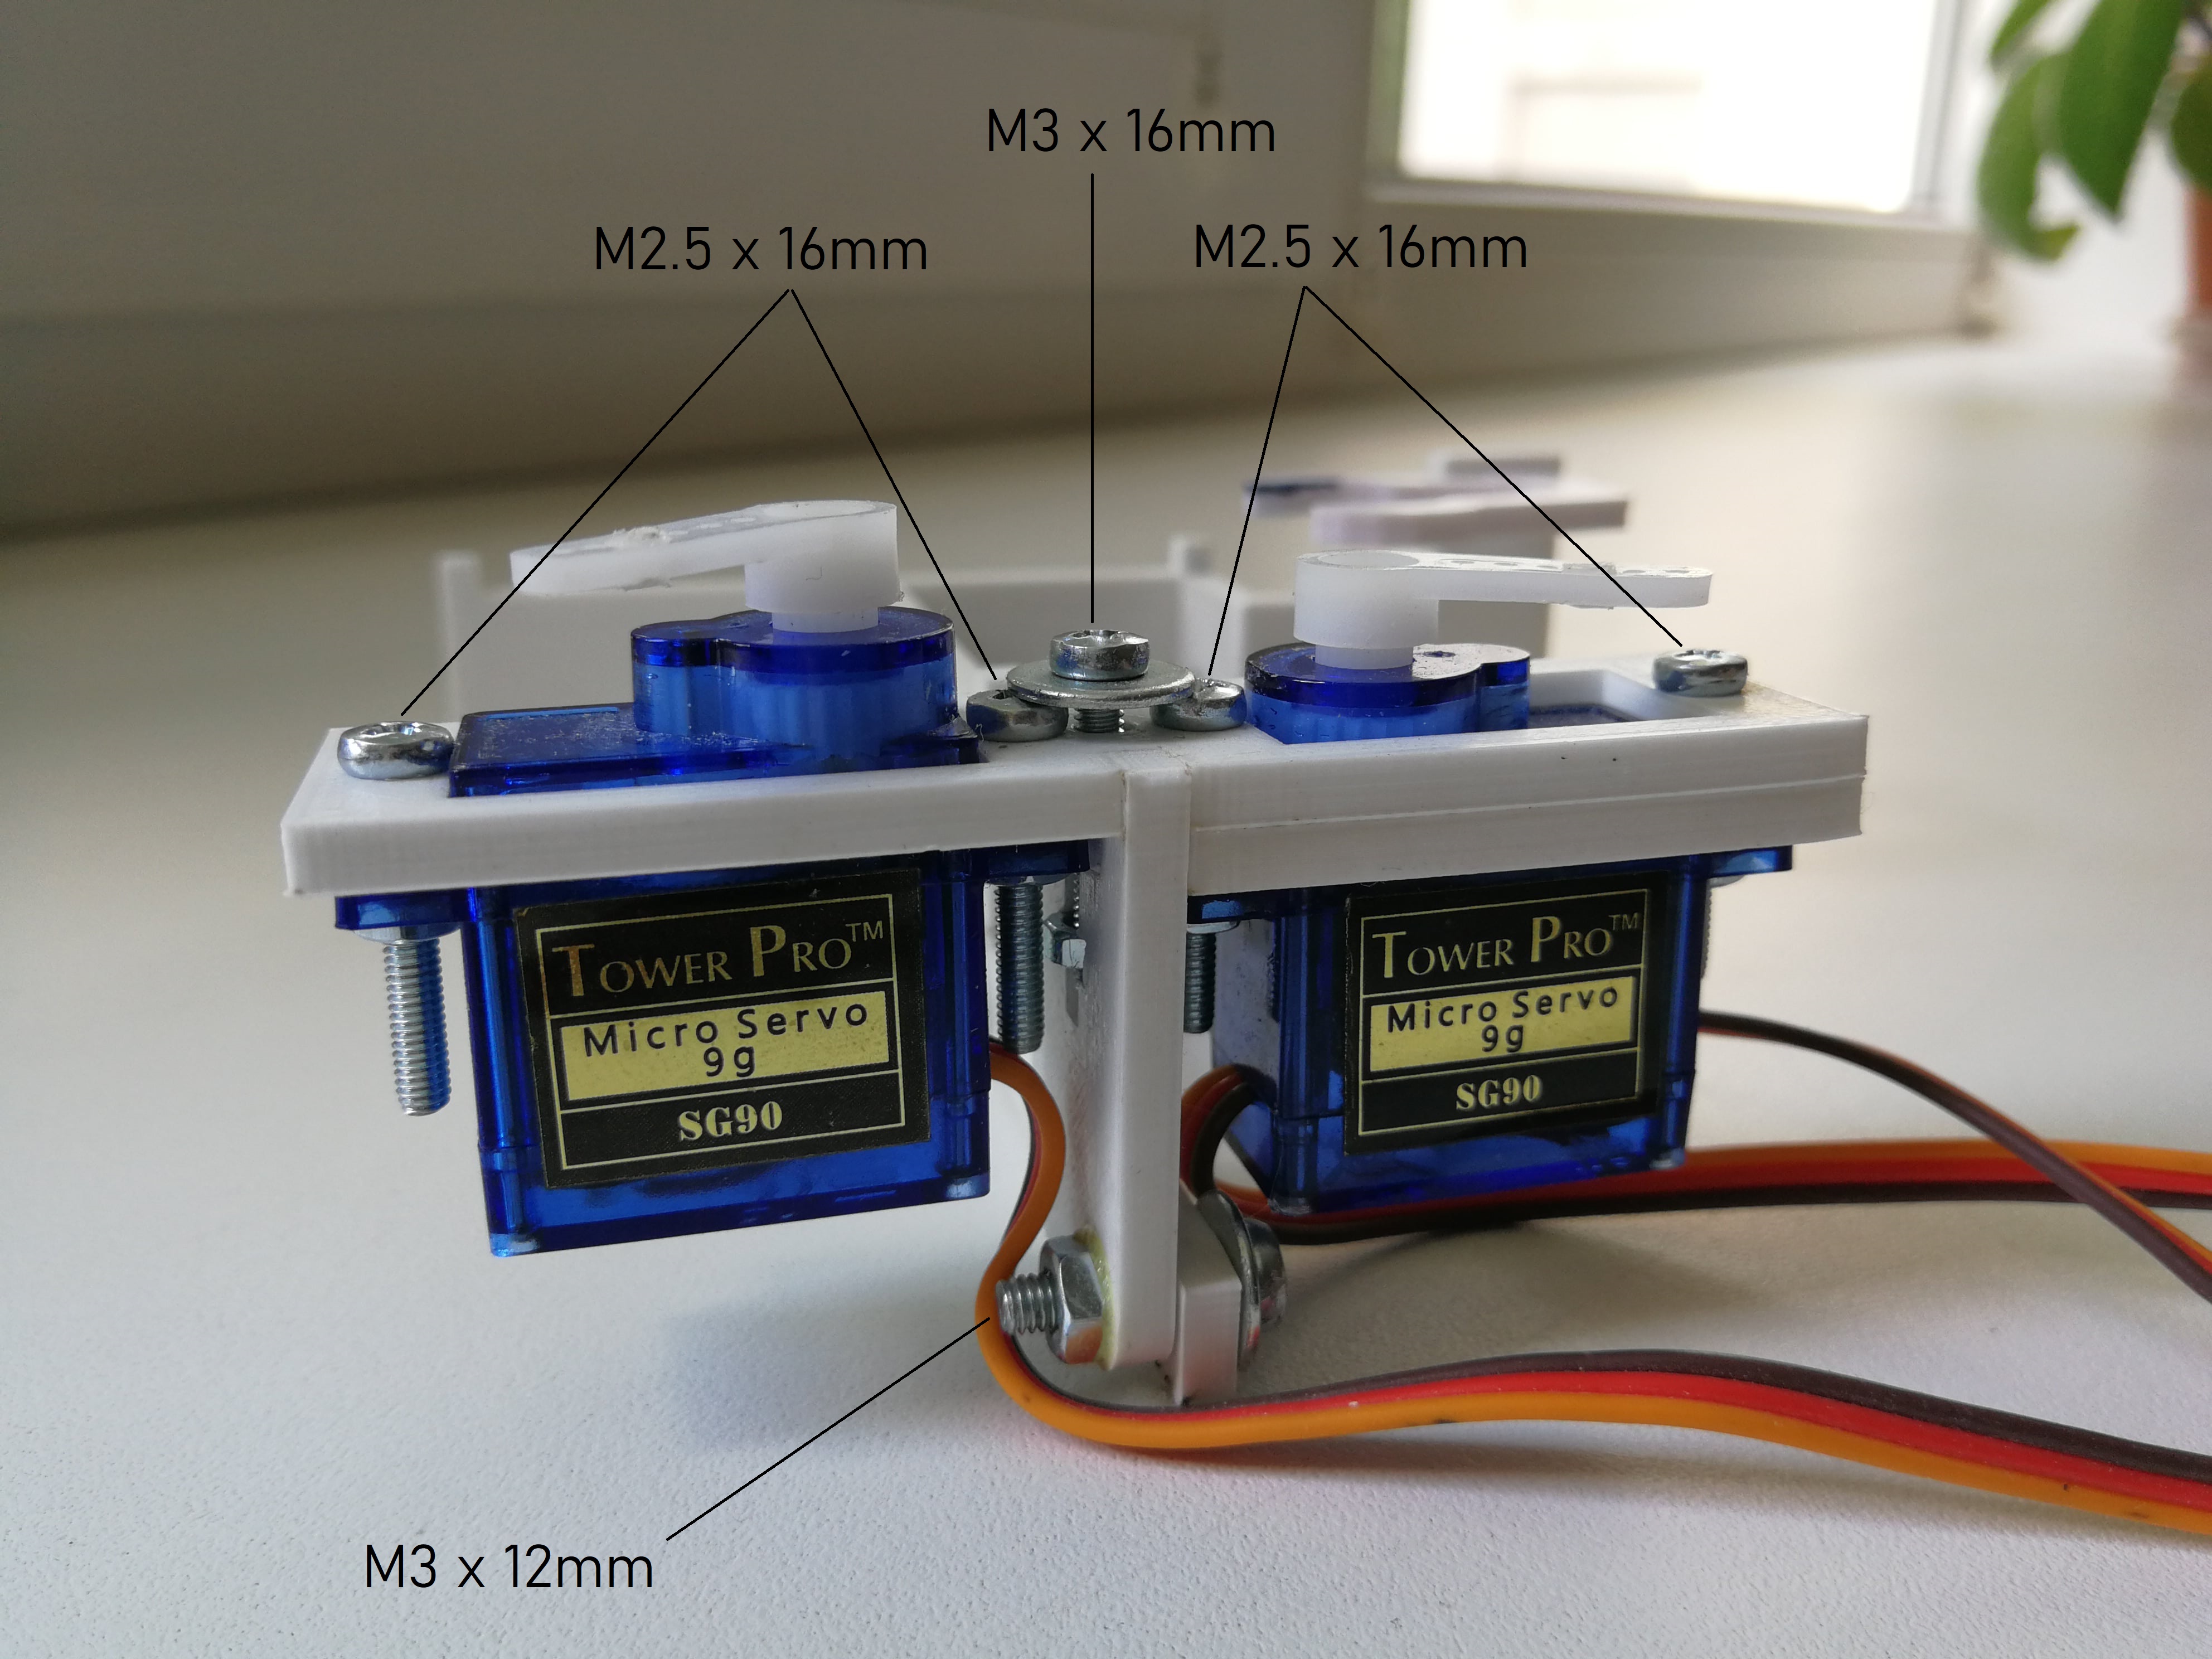 M3 x 16mm
M2.5 x 16mm
M2.5 x 16mm
TOWER PRO™
Micro Servo
9g
SG90
TOWER PRO™
Micro Servo
9g
SG90
M3 x 12mm